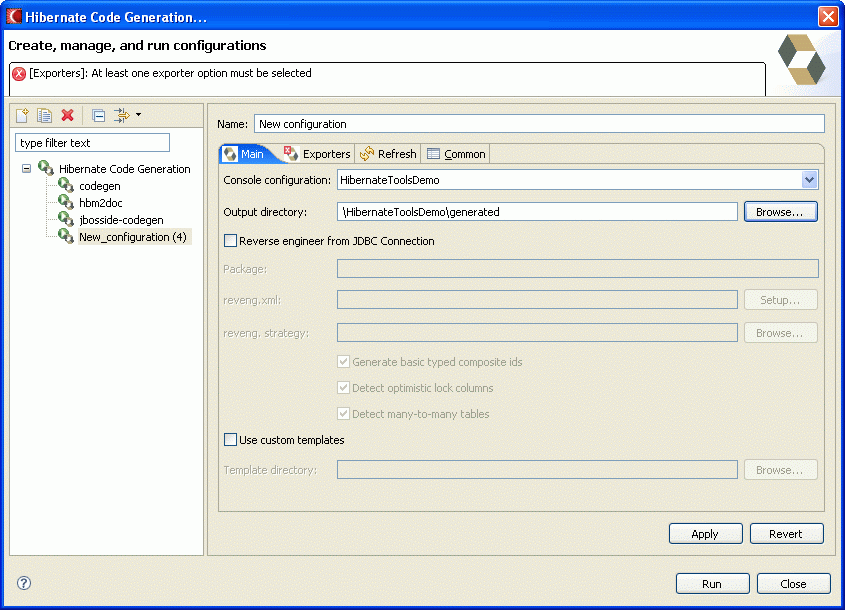 Hibernate Code Generation...
Create, manage, and run configurations
[Exporters]: At least one exporter option must be selected
type filter text
Hibernate Code Generation
codegen
hbm2doc
jbosside-codegen
New_configuration (4)
Name: New configuration
Main Exporters Refresh Common
Console configuration: HibernateToolsDemo
Output directory: \HibernateToolsDemo\generated Browse...
Reverse engineer from JDBC Connection
Package:
reveng.xml: Setup...
reveng. strategy: Browse...
Generate basic typed composite ids
Detect optimistic lock columns
Detect many-to-many tables
Use custom templates
Template directory: Browse...
Apply Revert
? Run Close